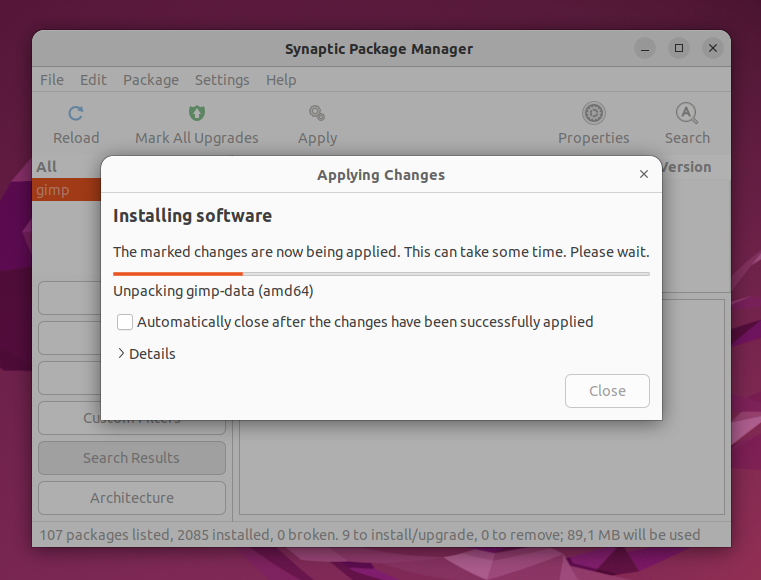 Synaptic Package Manager
File Edit Package Settings Help
Reload Mark All Upgrades Apply Properties Search
All Version
gimp
Applying Changes
Installing software
The marked changes are now being applied. This can take some time. Please wait.
Unpacking gimp-data (amd64)
Automatically close after the changes have been successfully applied
Details
Close
Custom Filters
Search Results
Architecture
107 packages listed, 2085 installed, 0 broken. 9 to install/upgrade, 0 to remove; 89,1 MB will be used